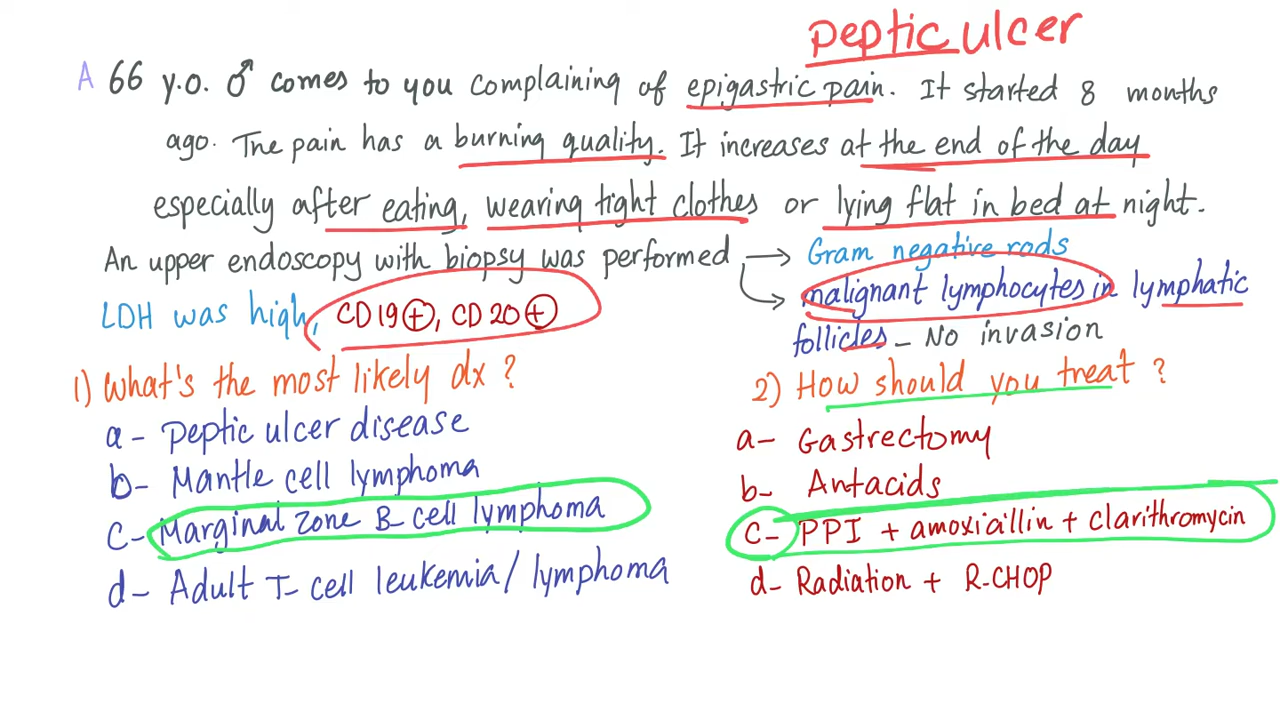 Peptic ulcer
A 66 y.o. ♂ comes to you complaining of epigastric pain. It started 8 months
ago. The pain has a burning quality. It increases at the end of the day
especially after eating, wearing tight clothes or lying flat in bed at night.
An upper endoscopy with biopsy was performed → Gram negative rods
→ malignant lymphocytes in lymphatic
follicles - No invasion
LDH was high, CD19⊕, CD20⊕
1) What's the most likely dx ?
a- Peptic ulcer disease
b- Mantle cell lymphoma
c- Marginal zone B-cell lymphoma
d- Adult T-cell leukemia/lymphoma
2) How should you treat ?
a- Gastrectomy
b- Antacids
c- PPI + amoxicillin + clarithromycin
d- Radiation + R-CHOP